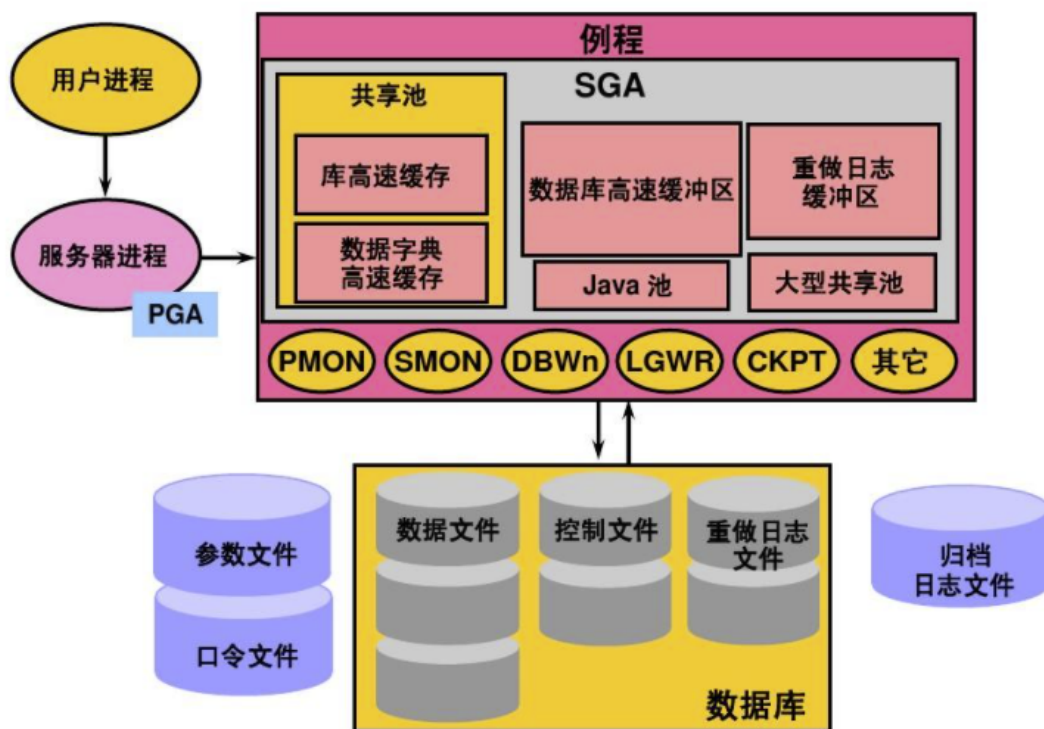 例程
用户进程
SGA
共享池
库高速缓存
数据库高速缓冲区
重做日志
缓冲区
服务器进程
数据字典
高速缓存
Java 池
大型共享池
PGA
PMON
SMON
DBWn
LGWR
CKPT
其它
参数文件
数据文件
控制文件
重做日志
文件
归档
日志文件
口令文件
数据库